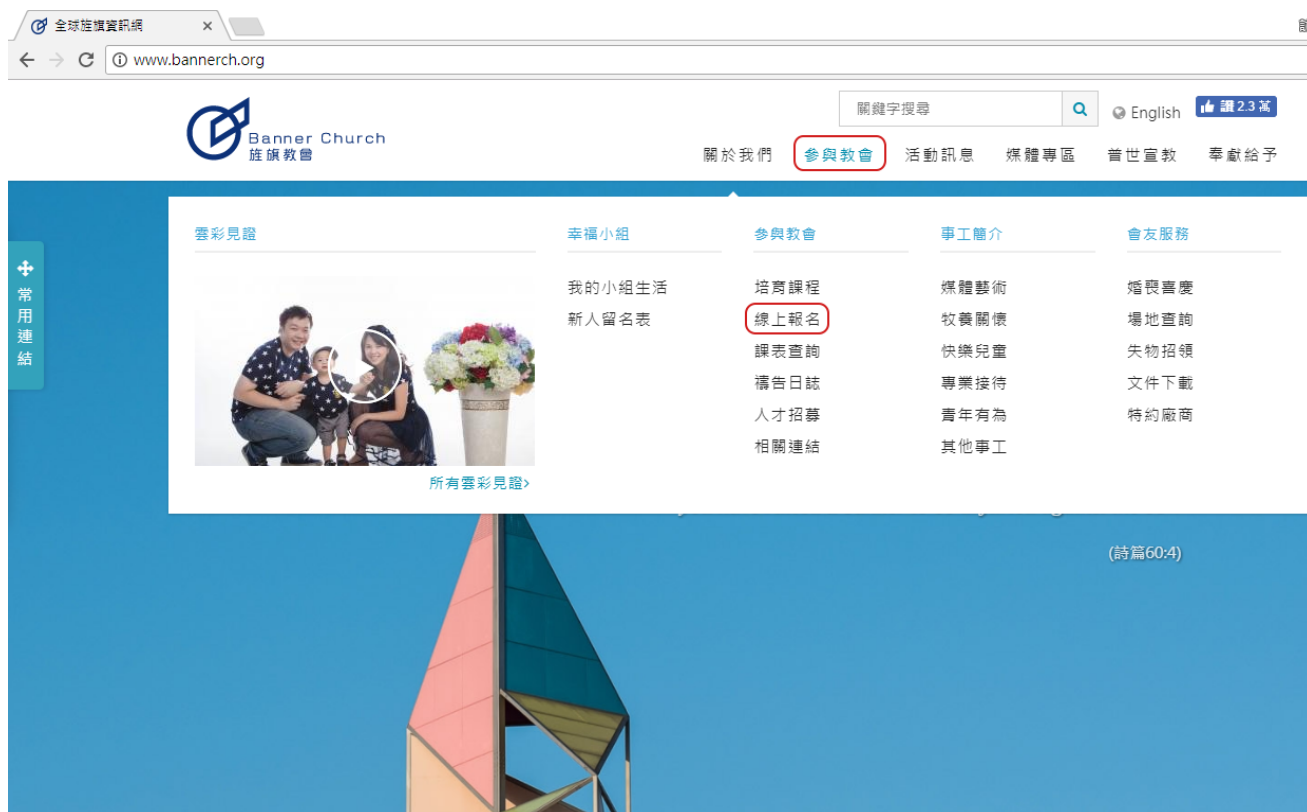 全球旌旗資訊網
www.bannerch.org
關鍵字搜尋
English
讚 2.3 萬
Banner Church
旌旗教會
關於我們 參與教會 活動訊息 媒體專區 普世宣教 奉獻給予
常用連結
雲彩見證 幸福小組 參與教會 事工簡介 會友服務
我的小組生活 培育課程 媒體藝術 婚喪喜慶
新人留名表 線上報名 牧養關懷 場地查詢
課表查詢 快樂兒童 失物招領
禱告日誌 專業接待 文件下載
人才招募 青年有為 特約廠商
相關連結 其他事工
所有雲彩見證>
(詩篇60:4)